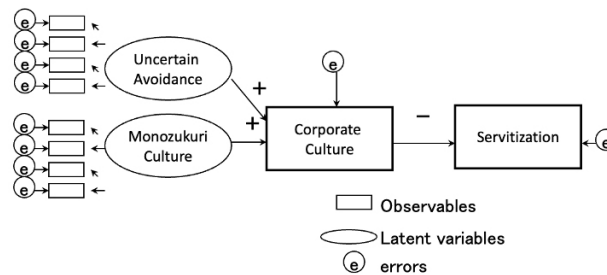 e
e
e
e
Uncertain
Avoidance
+
e
e
e
e
e
Monozukuri
Culture
+
Corporate
Culture
−
Servitization
e
Observables
Latent variables
e
errors